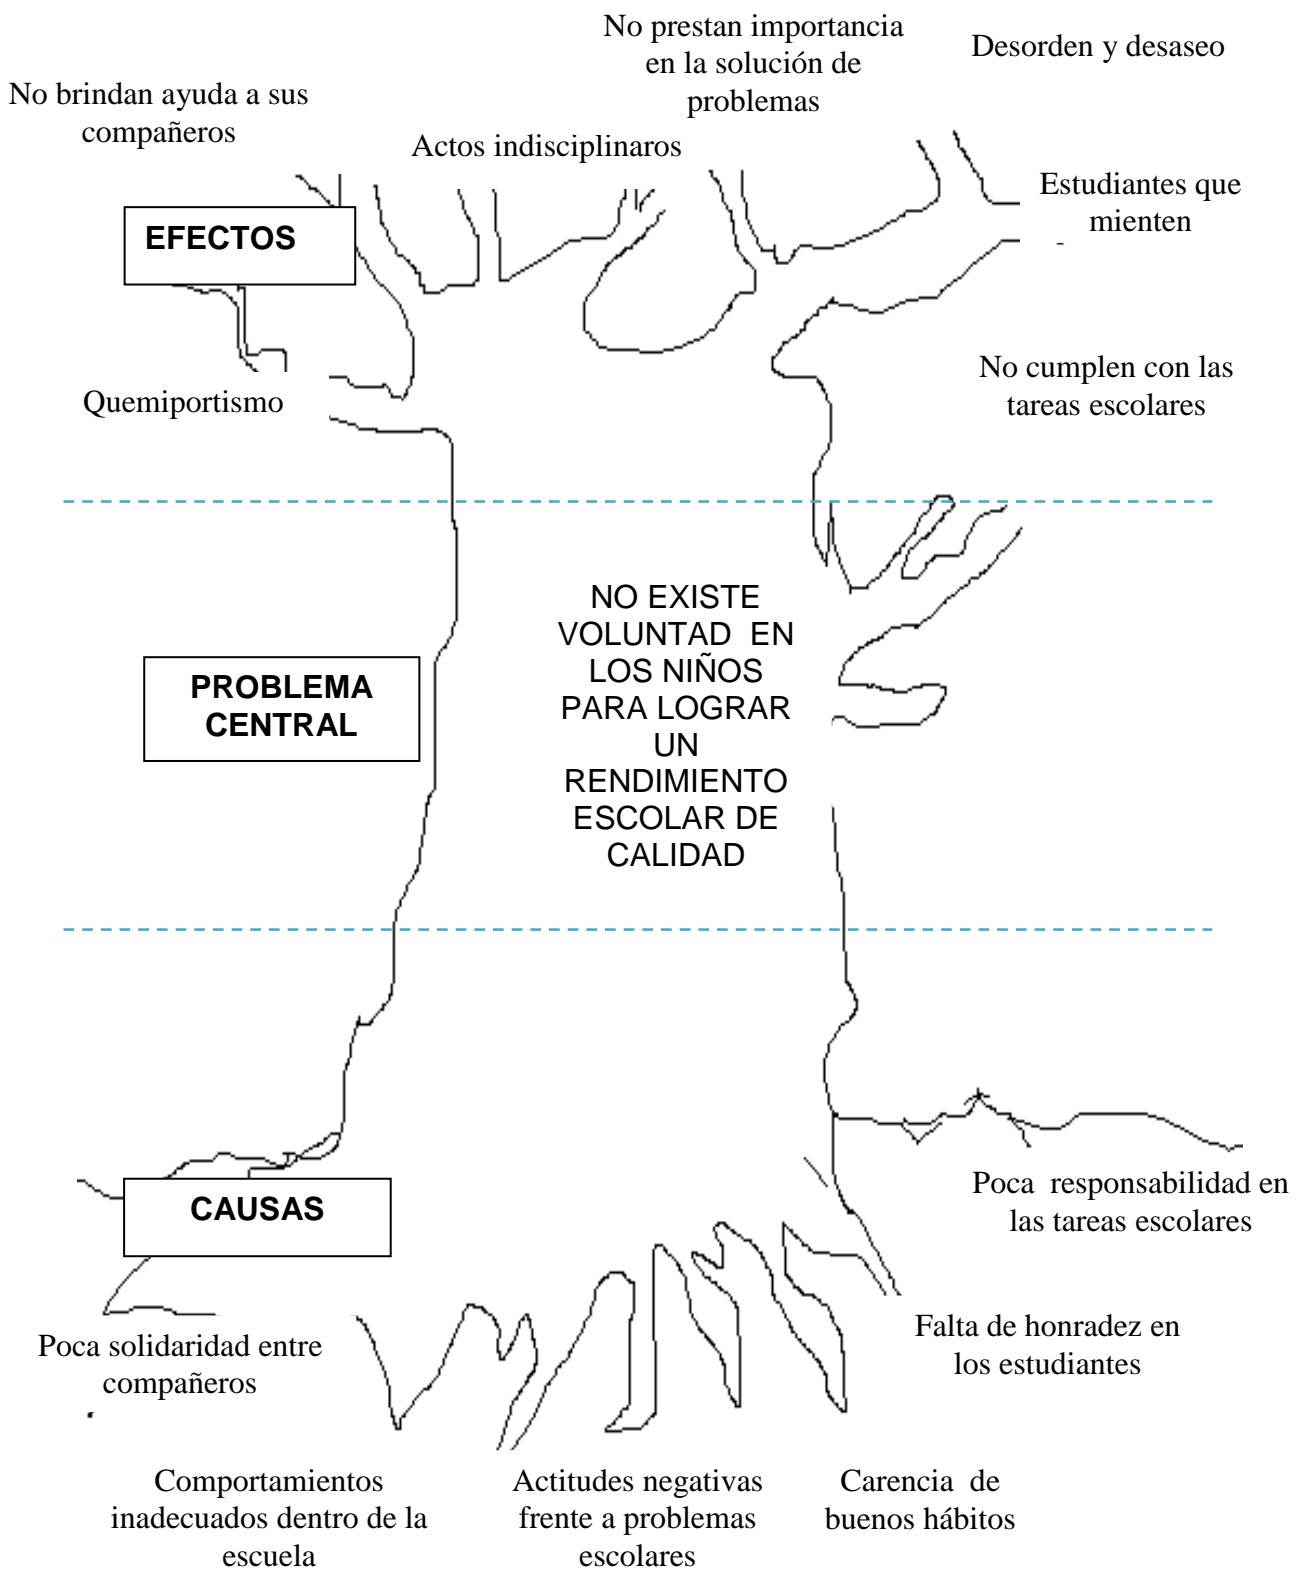 No prestan importancia
en la solución de
problemas
Desorden y desaseo
No brindan ayuda a sus
compañeros
Actos indisciplinaros
Estudiantes que
mienten
EFECTOS
No cumplen con las
tareas escolares
Quemiportismo
NO EXISTE
VOLUNTAD EN
LOS NIÑOS
PARA LOGRAR
UN
RENDIMIENTO
ESCOLAR DE
CALIDAD
PROBLEMA
CENTRAL
Poca responsabilidad en
las tareas escolares
CAUSAS
Falta de honradez en
los estudiantes
Poca solidaridad entre
compañeros
Comportamientos
inadecuados dentro de la
escuela
Actitudes negativas
frente a problemas
escolares
Carencia de
buenos hábitos